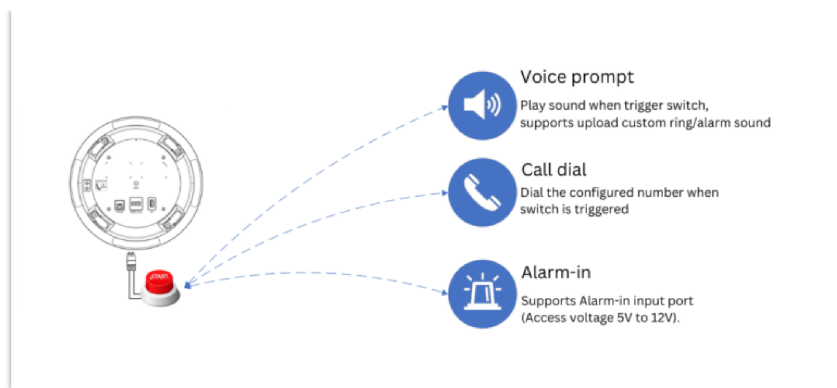 Voice prompt
Play sound when trigger switch,
supports upload custom ring/alarm sound
Call dial
Dial the configured number when
switch is triggered
START
Alarm-in
Supports Alarm-in input port
(Access voltage 5V to 12V).